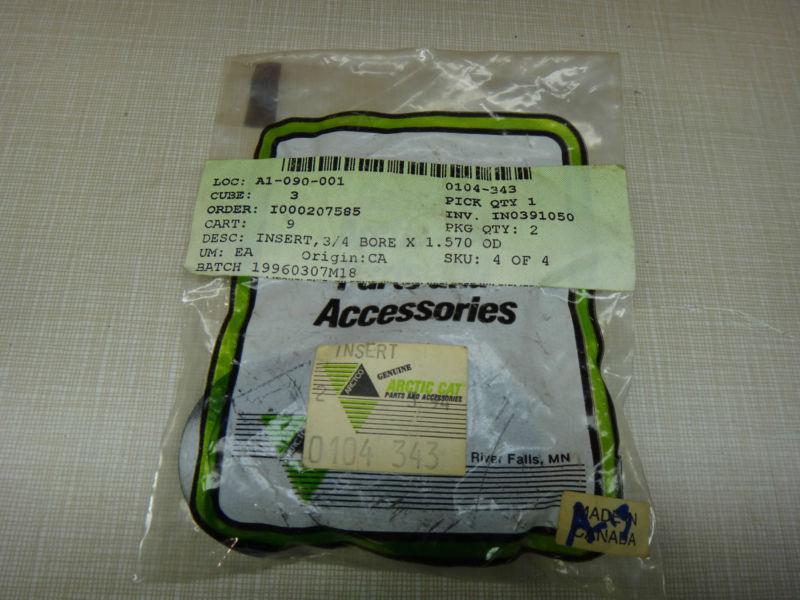 LOC: A1-090-001 0104-343
CUBE: 3 PICK QTY 1
ORDER: I000207585 INV. IN0391050
CART: 9 PKG QTY: 2
DESC: INSERT, 3/4 BORE X 1.570 OD
UM: EA Origin:CA SKU: 4 OF 4
BATCH 19960307M18
Accessories
INSERT
GENUINE
ARCTCO
ARCTIC CAT
PARTS AND ACCESSORIES
2
0104 343
River Falls, MN
MADE IN
CANADA